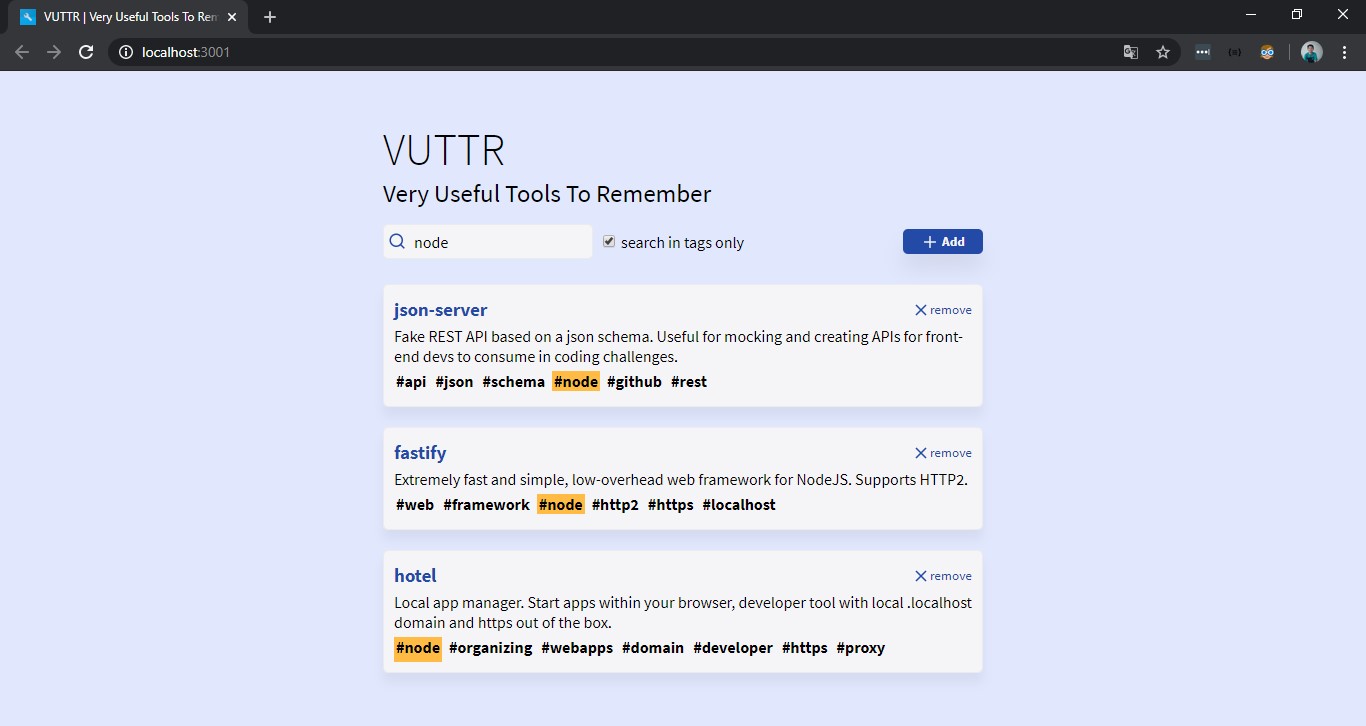 VUTTR | Very Useful Tools To Rem
localhost:3001
VUTTR
Very Useful Tools To Remember
node
search in tags only
Add
json-server
remove
Fake REST API based on a json schema. Useful for mocking and creating APIs for front-
end devs to consume in coding challenges.
#api #json #schema #node #github #rest
fastify
remove
Extremely fast and simple, low-overhead web framework for NodeJS. Supports HTTP2.
#web #framework #node #http2 #https #localhost
hotel
remove
Local app manager. Start apps within your browser, developer tool with local .localhost
domain and https out of the box.
#node #organizing #webapps #domain #developer #https #proxy